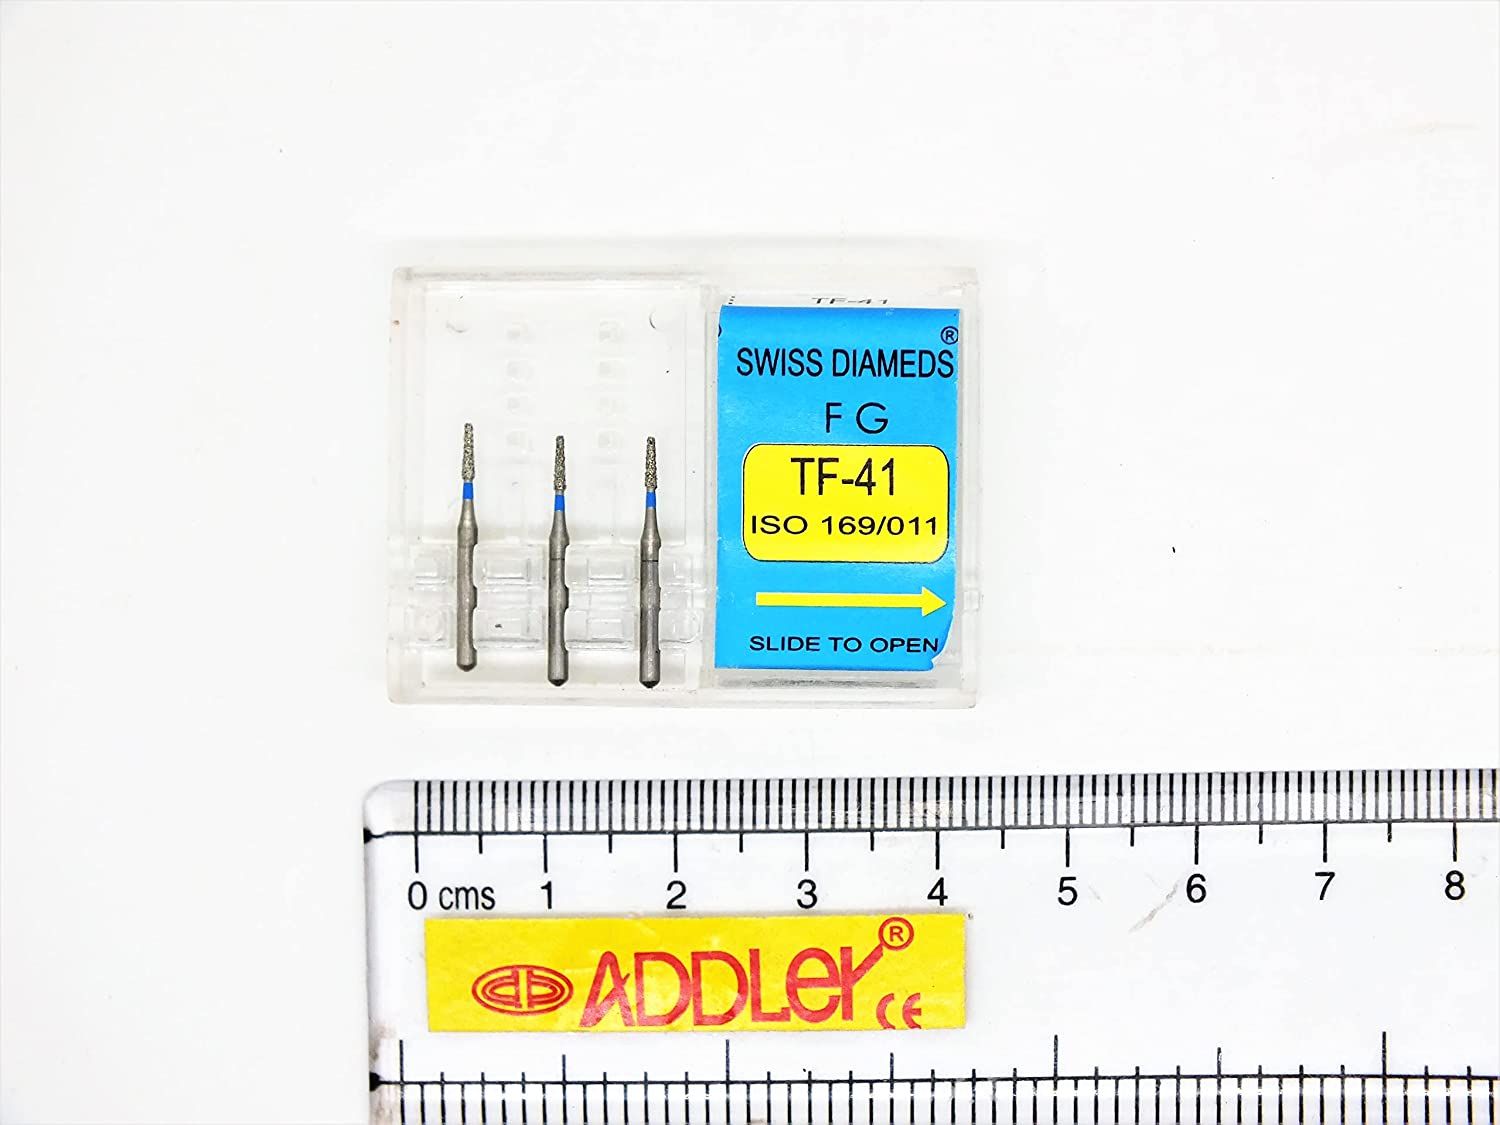 TF-41
SWISS DIAMEDS®
F G
TF-41
ISO 169/011
SLIDE TO OPEN
0 cms 1 2 3 4 5 6 7 8
ADDLER®
CE